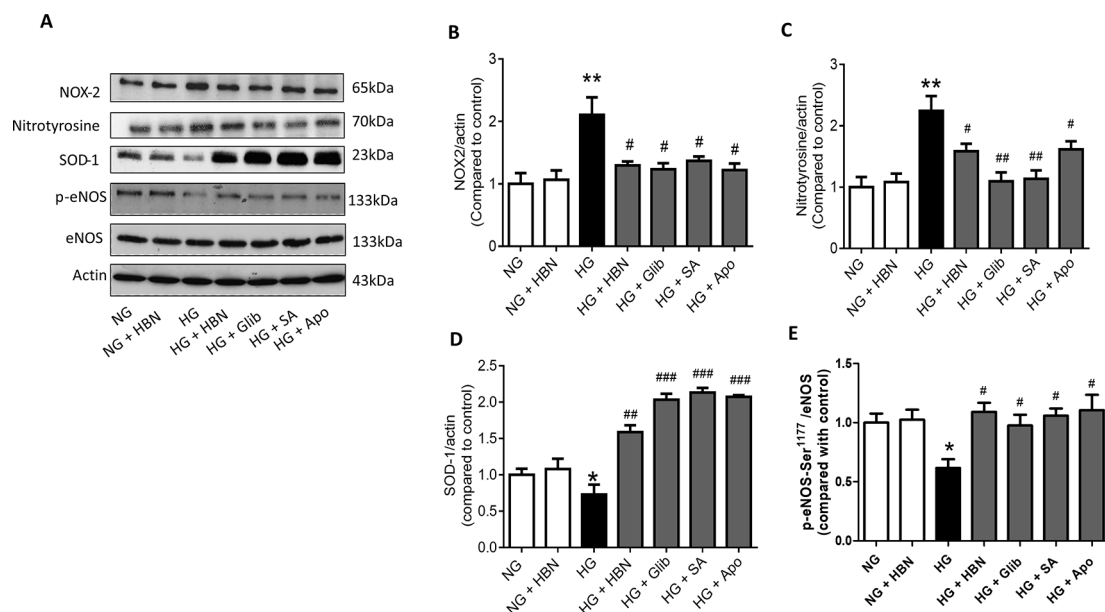 A
NOX-2
65kDa
Nitrotyrosine
70kDa
SOD-1
23kDa
p-eNOS
133kDa
eNOS
133kDa
Actin
43kDa
NG
NG + HBN
HG
HG + HBN
HG + Glib
HG + SA
HG + Apo
B
NOX2/actin
(Compared to control)
3
2
1
0
**
#
#
#
#
NG
NG + HBN
HG
HG + HBN
HG + Glib
HG + SA
HG + Apo
C
Nitrotyrosine/actin
(Compared to control)
3
2
1
0
**
#
##
##
#
NG
NG + HBN
HG
HG + HBN
HG + Glib
HG + SA
HG + Apo
D
SOD-1/actin
(compared to control)
2.5
2.0
1.5
1.0
0.5
0.0
*
##
###
###
###
NG
NG + HBN
HG
HG + HBN
HG + Glib
HG + SA
HG + Apo
E
p-eNOS-Ser1177 /eNOS
(compared with control)
1.5
1.0
0.5
0.0
*
#
#
#
#
NG
NG + HBN
HG
HG + HBN
HG + Glib
HG + SA
HG + Apo